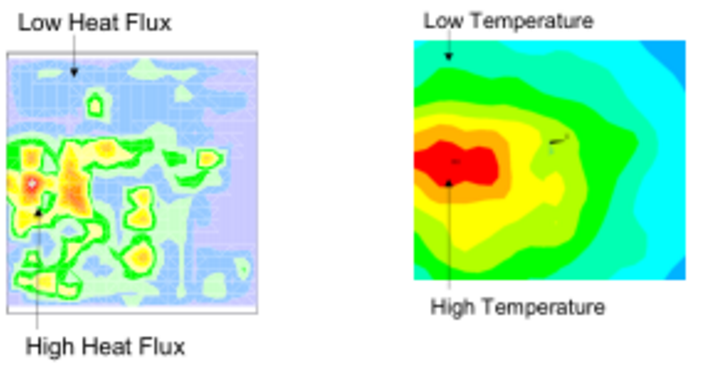 Low Heat Flux
Low Temperature
High Temperature
High Heat Flux